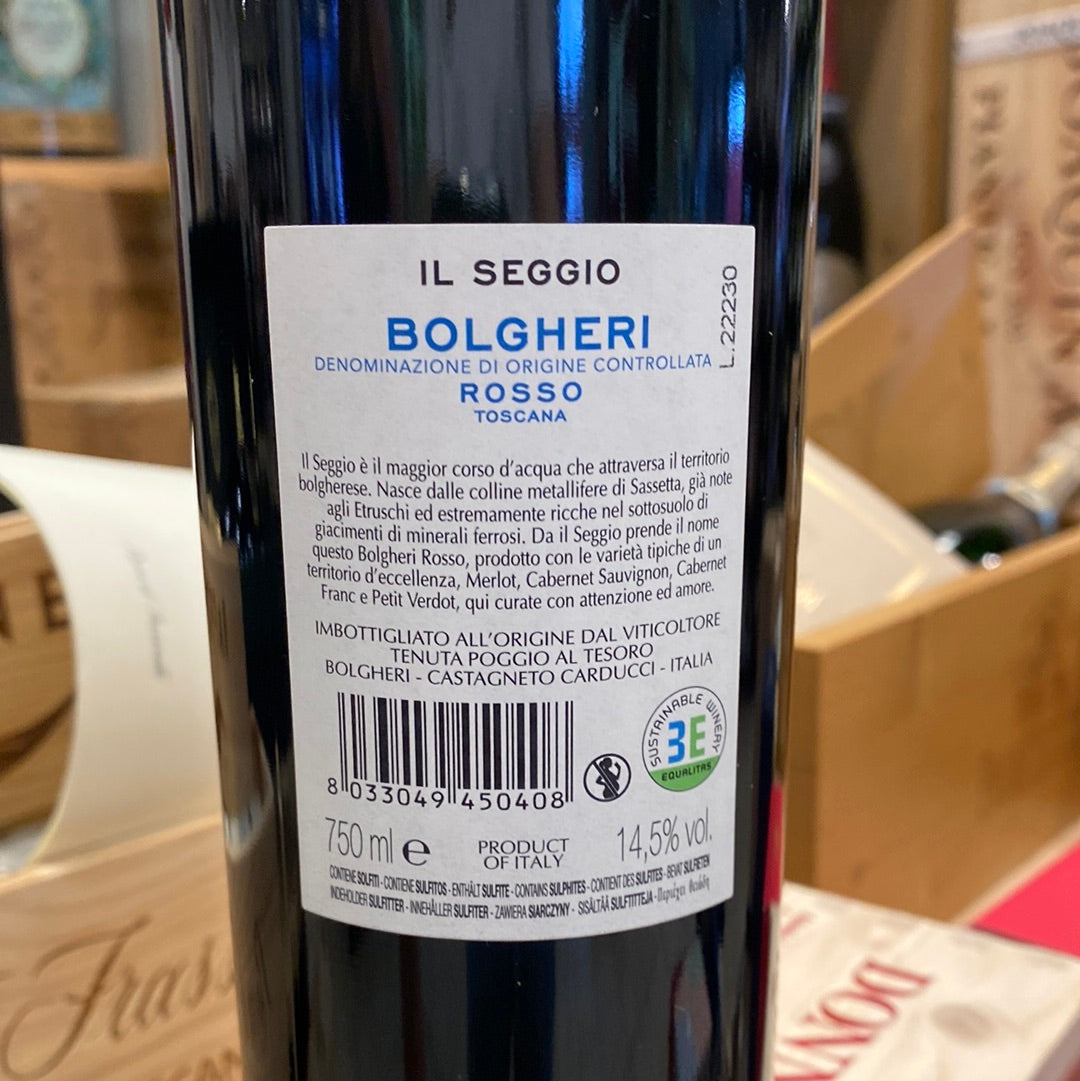 IL SEGGIO
L.22230
BOLGHERI
DENOMINAZIONE DI ORIGINE CONTROLLATA
ROSSO
TOSCANA
Il Seggio è il maggior corso d'acqua che attraversa il territorio
bolgherese. Nasce dalle colline metallifere di Sassetta, già note
agli Etruschi ed estremamente ricche nel sottosuolo di
giacimenti di minerali ferrosi. Da il Seggio prende il nome
questo Bolgheri Rosso, prodotto con le varietà tipiche di un
territorio d'eccellenza, Merlot, Cabernet Sauvignon, Cabernet
Franc e Petit Verdot, qui curate con attenzione ed amore.
IMBOTTIGLIATO ALL'ORIGINE DAL VITICOLTORE
TENUTA POGGIO AL TESORO
BOLGHERI - CASTAGNETO CARDUCCI - ITALIA
SUSTAINABLE WINERY
3E
EQUALITAS
8 033049 450408
750 ml e
PRODUCT
OF ITALY
14,5% vol.
CONTIENE SOLFITI - CONTIENE SULFITOS - ENTHÄLT SULFITE - CONTAINS SULPHITES - CONTIENT DES SULFITES - BEVAT SULFIETEN
INDEHOLDER SULFITTER - INNEHÅLLER SULFITER - ZAWIERA SIARCZYNY - SISÄLTÄÄ SULFIITTEJA - Περιέχει θειώδη
DONNA